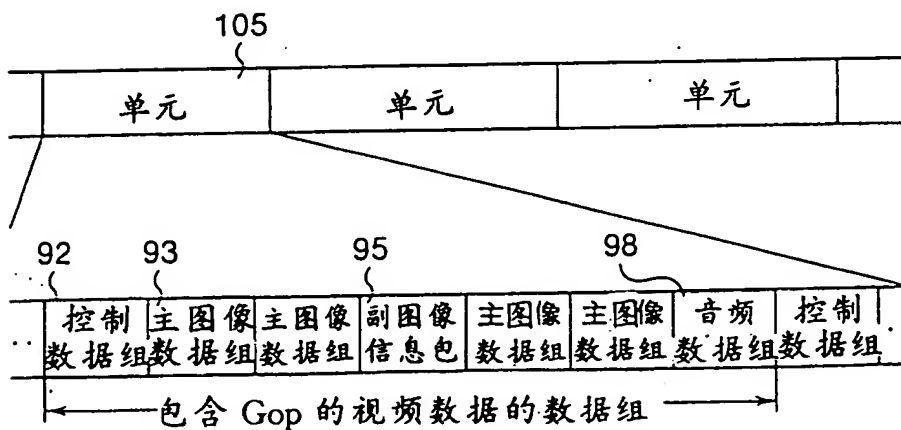 105
单元 单元 单元
92 93 95 98
控制 主图像 主图像 副图像 主图像 主图像 音频 控制
数据组 数据组 数据组 信息包 数据组 数据组 数据组 数据组
包含 Gop 的视频数据的数据组